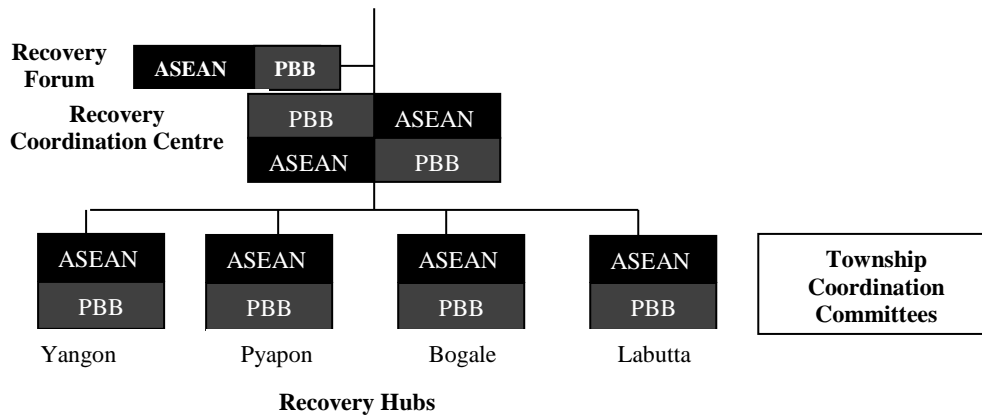 Recovery
Forum
ASEAN PBB
Recovery
Coordination Centre
PBB ASEAN
ASEAN PBB
ASEAN ASEAN ASEAN ASEAN
PBB PBB PBB PBB
Township
Coordination
Committees
Yangon Pyapon Bogale Labutta
Recovery Hubs